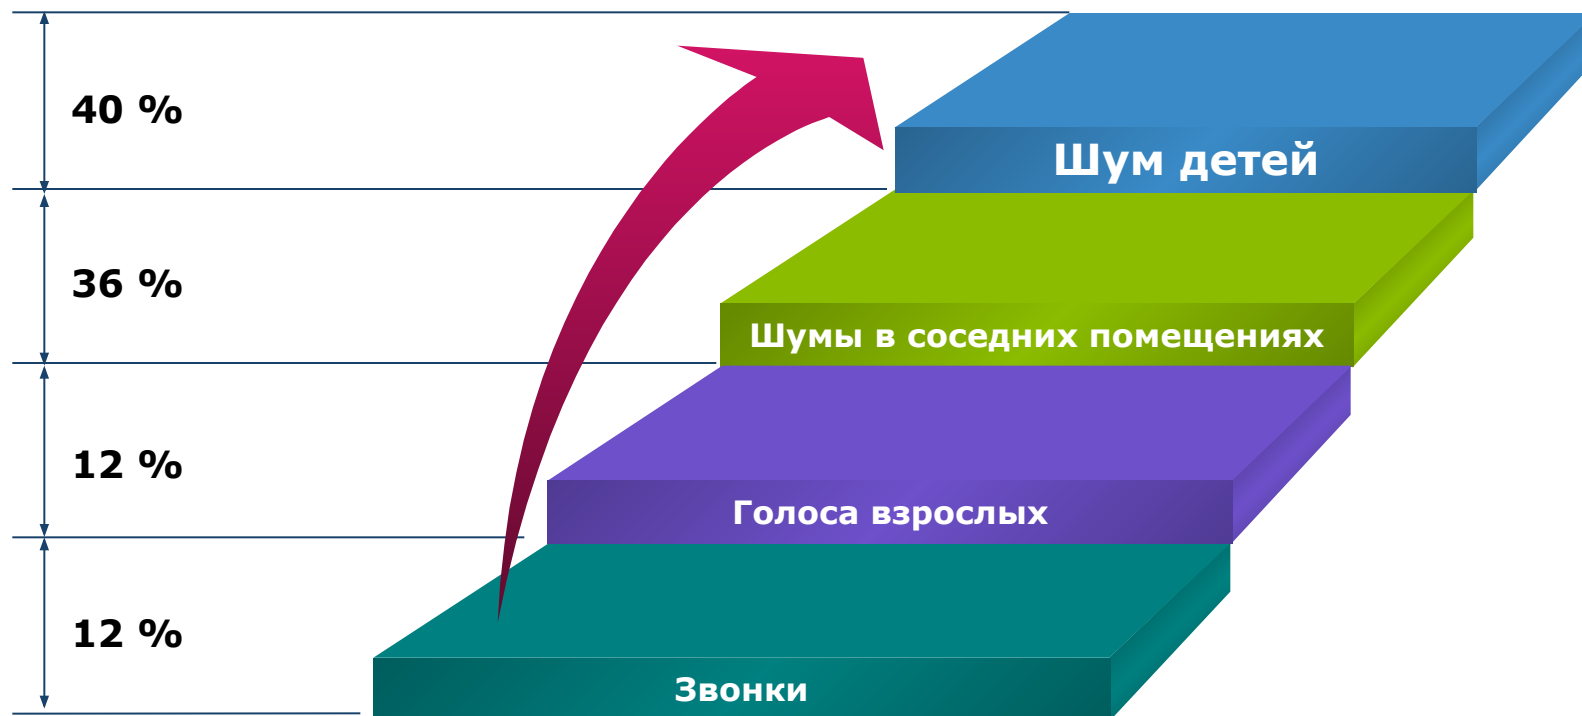 40 %
Шум детей
36 %
Шумы в соседних помещениях
12 %
Голоса взрослых
12 %
Звонки